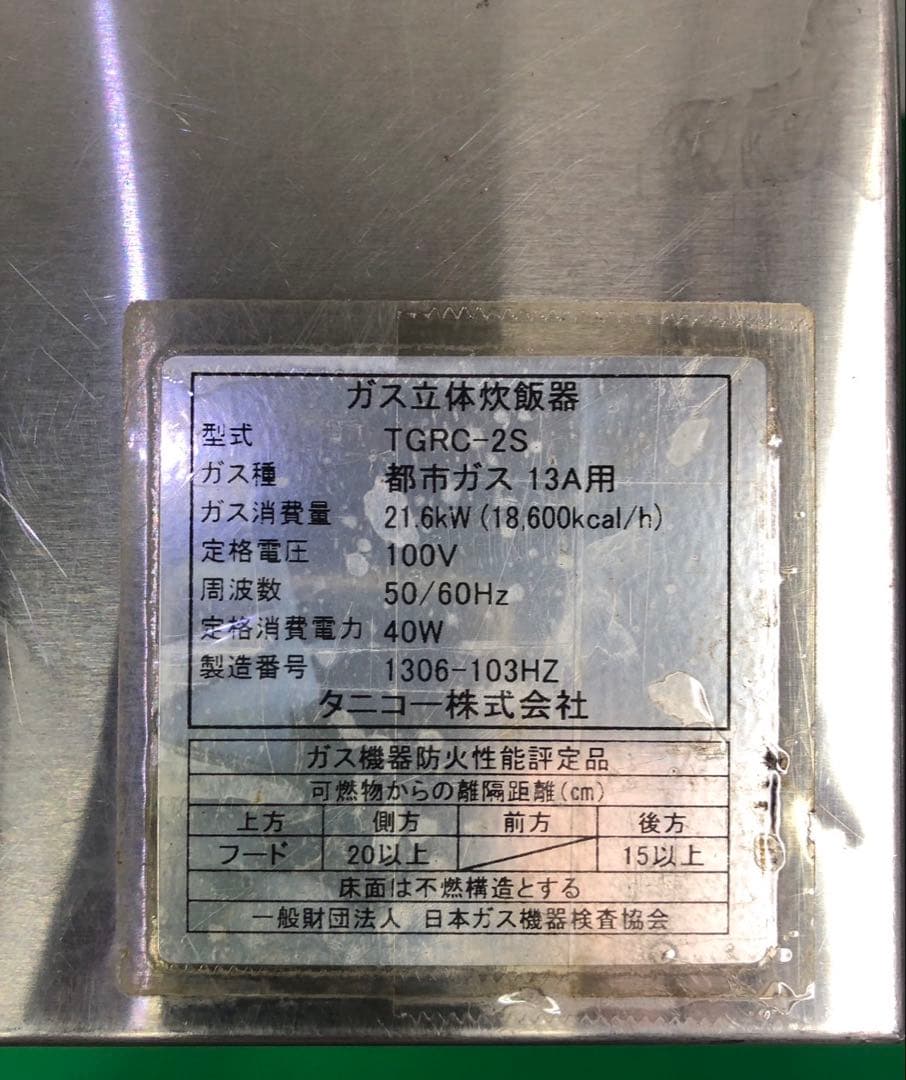 ガス立体炊飯器
型式 TGRC-2S
ガス種 都市ガス 13A用
ガス消費量 21.6kW (18,600kcal/h)
定格電圧 100V
周波数 50/60Hz
定格消費電力 40W
製造番号 1306-103HZ
タニコー株式会社
ガス機器防火性能評定品
可燃物からの離隔距離(cm)
上方 側方 前方 後方
フード 20以上 15以上
床面は不燃構造とする
一般財団法人 日本ガス機器検査協会